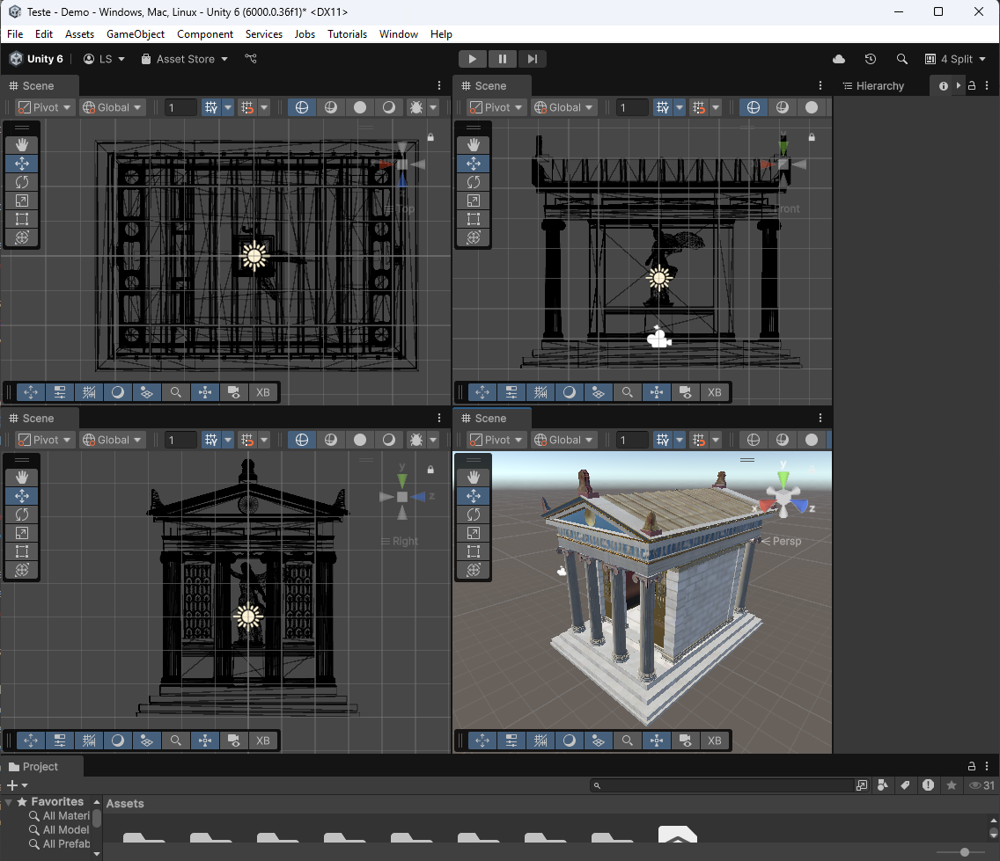 Teste - Demo - Windows, Mac, Linux - Unity 6 (6000.0.36f1)* <DX11>
File Edit Assets GameObject Component Services Jobs Tutorials Window Help
Unity 6 LS Asset Store 4 Split
Scene
Pivot Global 1
Top
XB
Scene
Pivot Global 1
y
Front
XB
Hierarchy
Scene
Pivot Global 1
y
z
Right
XB
Scene
Pivot Global 1
y
x
z
Persp
XB
Project
31
Favorites
All Materi
All Model
All Prefab
Assets